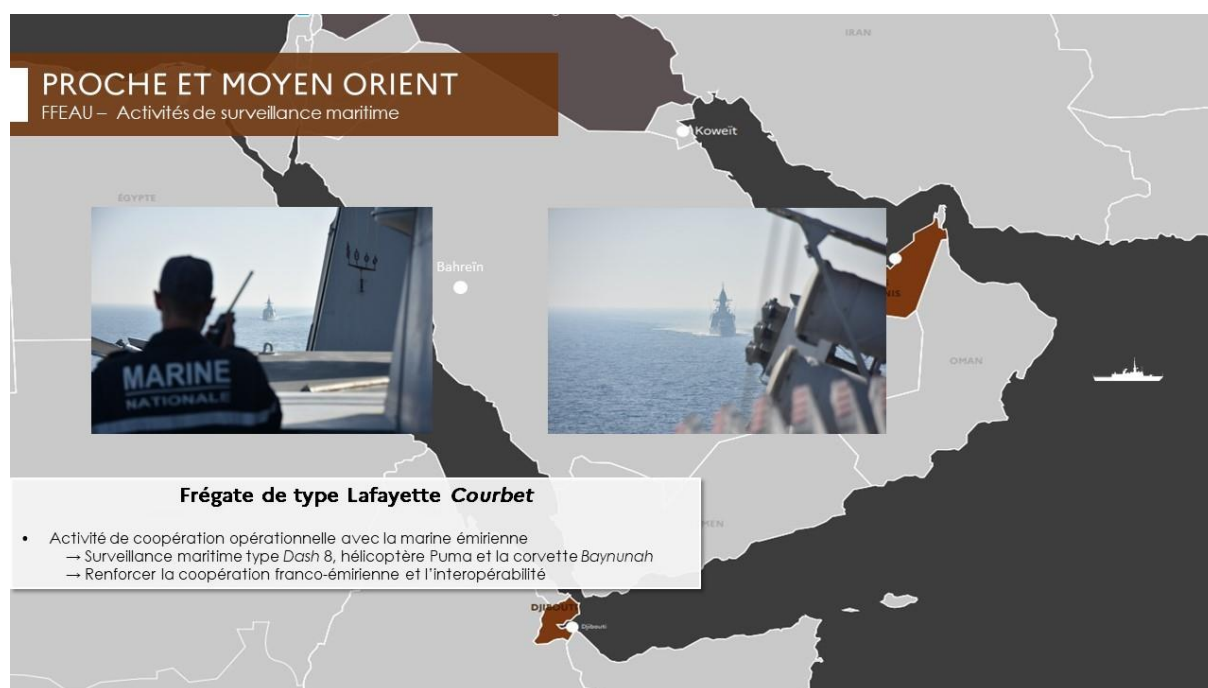 IRAN
PROCHE ET MOYEN ORIENT
FFEAU – Activités de surveillance maritime
Koweït
ÉGYPTE
Bahreïn
MARINE
NATIONALE
NIS
OMAN
Frégate de type Lafayette Courbet
• Activité de coopération opérationnelle avec la marine émirienne
→ Surveillance maritime type Dash 8, hélicoptère Puma et la corvette Baynunah
→ Renforcer la coopération franco-émirienne et l'interopérabilité
MEN
DJIBOUTI
Djibouti